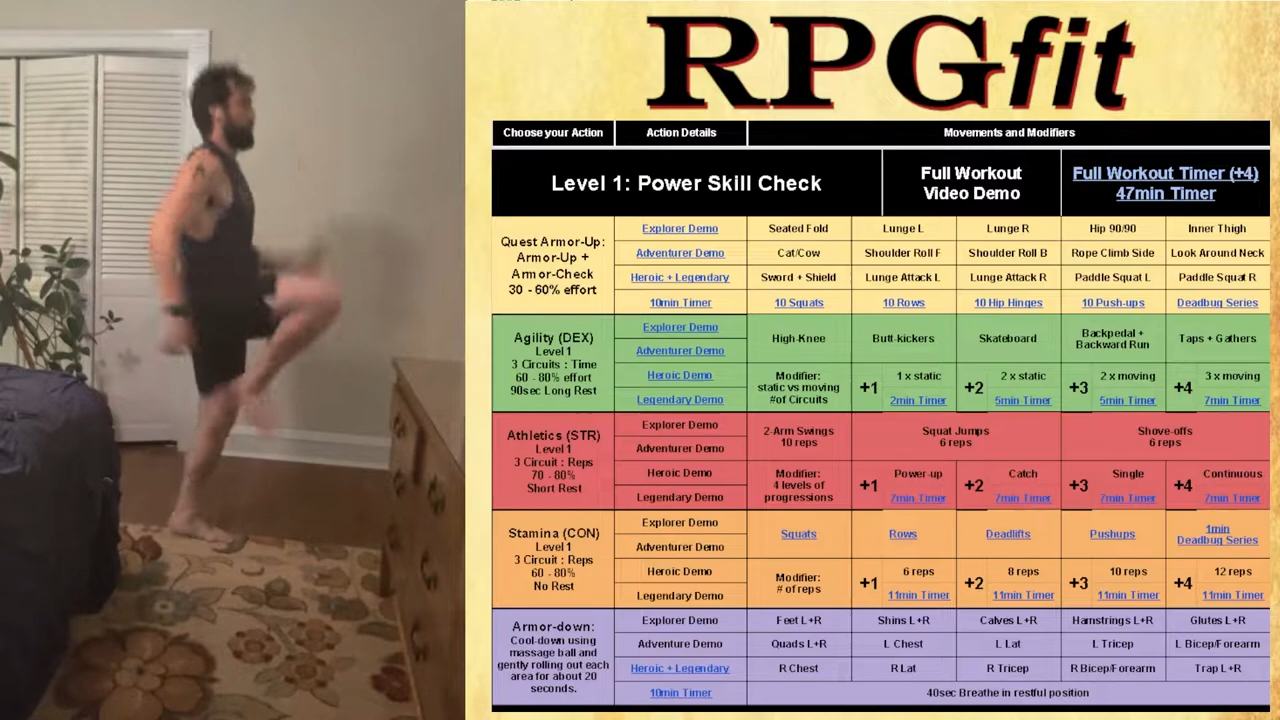 RPGfit
Choose your Action
Action Details
Movements and Modifiers
Level 1: Power Skill Check
Full Workout
Video Demo
Full Workout Timer (+4)
47min Timer
Quest Armor-Up:
Armor-Up +
Armor-Check
30 - 60% effort
Explorer Demo
Seated Fold
Lunge L
Lunge R
Hip 90/90
Inner Thigh
Adventurer Demo
Cat/Cow
Shoulder Roll F
Shoulder Roll B
Rope Climb Side
Look Around Neck
Heroic + Legendary
Sword + Shield
Lunge Attack L
Lunge Attack R
Paddle Squat L
Paddle Squat R
10min Timer
10 Squats
10 Rows
10 Hip Hinges
10 Push-ups
Deadbug Series
Agility (DEX)
Level 1
3 Circuits : Time
60 - 80% effort
90sec Long Rest
Explorer Demo
Adventurer Demo
High-Knee
Butt-kickers
Skateboard
Backpedal +
Backward Run
Taps + Gathers
Heroic Demo
Legendary Demo
Modifier:
static vs moving
#of Circuits
+1
1 x static
2min Timer
+2
2 x static
5min Timer
+3
2 x moving
5min Timer
+4
3 x moving
7min Timer
Athletics (STR)
Level 1
3 Circuit : Reps
70 - 80%
Short Rest
Explorer Demo
Adventurer Demo
2-Arm Swings
10 reps
Squat Jumps
6 reps
Shove-offs
6 reps
Heroic Demo
Legendary Demo
Modifier:
4 levels of
progressions
+1
Power-up
7min Timer
+2
Catch
7min Timer
+3
Single
7min Timer
+4
Continuous
7min Timer
Stamina (CON)
Level 1
3 Circuit : Reps
60 - 80%
No Rest
Explorer Demo
Adventurer Demo
Squats
Rows
Deadlifts
Pushups
1min
Deadbug Series
Heroic Demo
Legendary Demo
Modifier:
# of reps
+1
6 reps
11min Timer
+2
8 reps
11min Timer
+3
10 reps
11min Timer
+4
12 reps
11min Timer
Armor-down:
Cool-down using
massage ball and
gently rolling out each
area for about 20
seconds.
Explorer Demo
Feet L+R
Shins L+R
Calves L+R
Hamstrings L+R
Glutes L+R
Adventure Demo
Quads L+R
L Chest
L Lat
L Tricep
L Bicep/Forearm
Heroic + Legendary
R Chest
R Lat
R Tricep
R Bicep/Forearm
Trap L+R
10min Timer
40sec Breathe in restful position